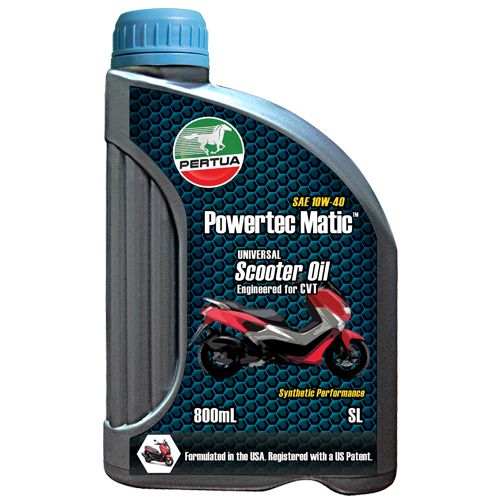 PERTUA
SAE 10W-40
Powertec Matic™
UNIVERSAL
Scooter Oil
Engineered for CVT
Synthetic Performance
800mL SL
Formulated in the USA. Registered with a US Patent.